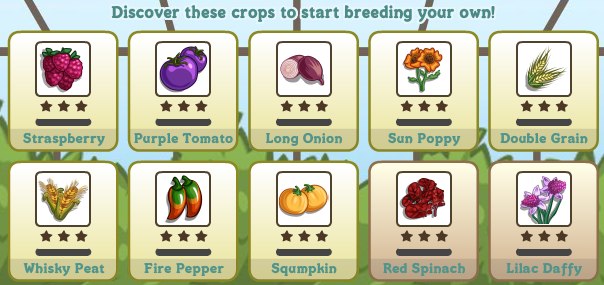 Discover these crops to start breeding your own!
Straspberry
Purple Tomato
Long Onion
Sun Poppy
Double Grain
Whisky Peat
Fire Pepper
Squmpkin
Red Spinach
Lilac Daffy